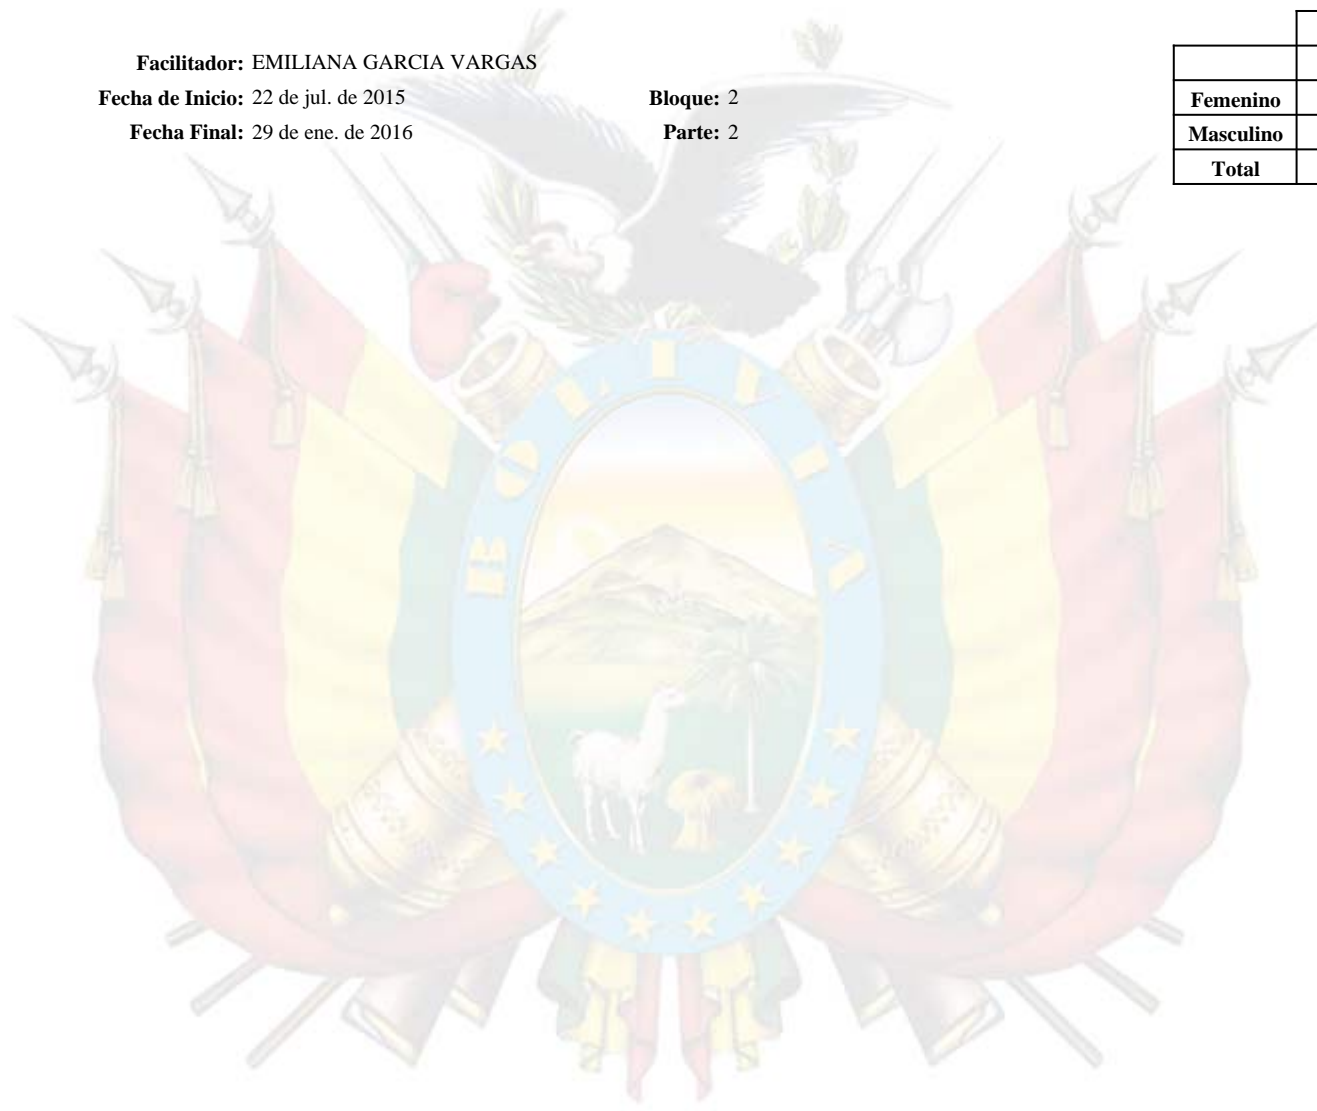 Facilitador: EMILIANA GARCIA VARGAS
Fecha de Inicio: 22 de jul. de 2015 Bloque: 2
Fecha Final: 29 de ene. de 2016 Parte: 2
Femenino
Masculino
Total
BOLIVIA